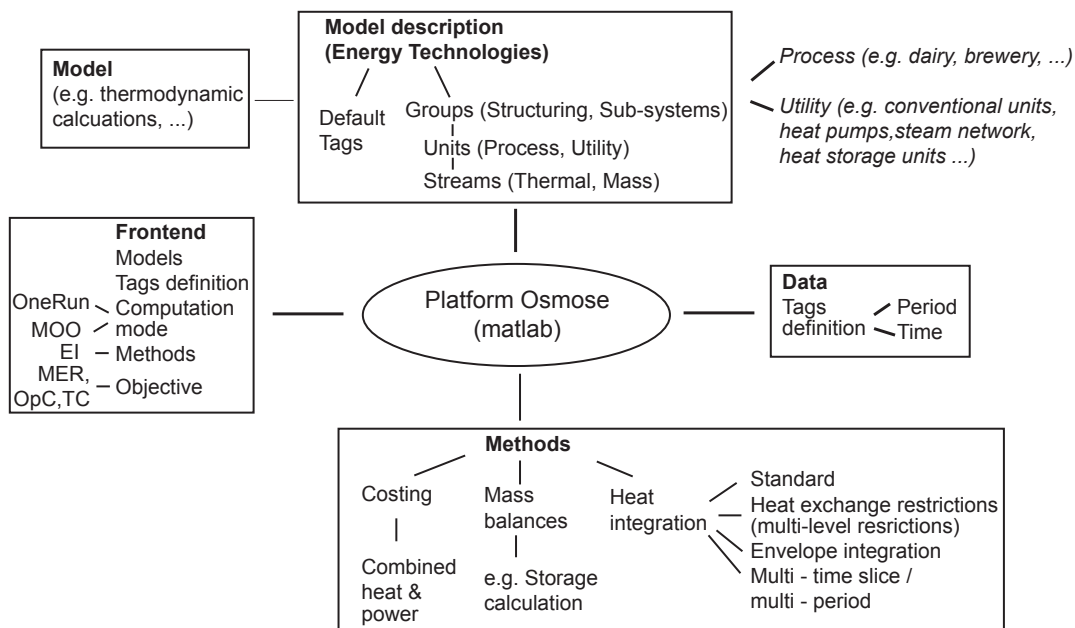 Model description
(Energy Technologies)
Default
Tags
Groups (Structuring, Sub-systems)
Units (Process, Utility)
Streams (Thermal, Mass)
Model
(e.g. thermodynamic
calcuations, ...)
Process (e.g. dairy, brewery, ...)
Utility (e.g. conventional units,
heat pumps,steam network,
heat storage units ...)
Frontend
Models
Tags definition
OneRun
Computation
mode
MOO
EI
Methods
MER,
OpC,TC
Objective
Platform Osmose
(matlab)
Data
Tags
definition
Period
Time
Methods
Costing
Combined
heat &
power
Mass
balances
e.g. Storage
calculation
Heat
integration
Standard
Heat exchange restrictions
(multi-level resrictions)
Envelope integration
Multi - time slice /
multi - period